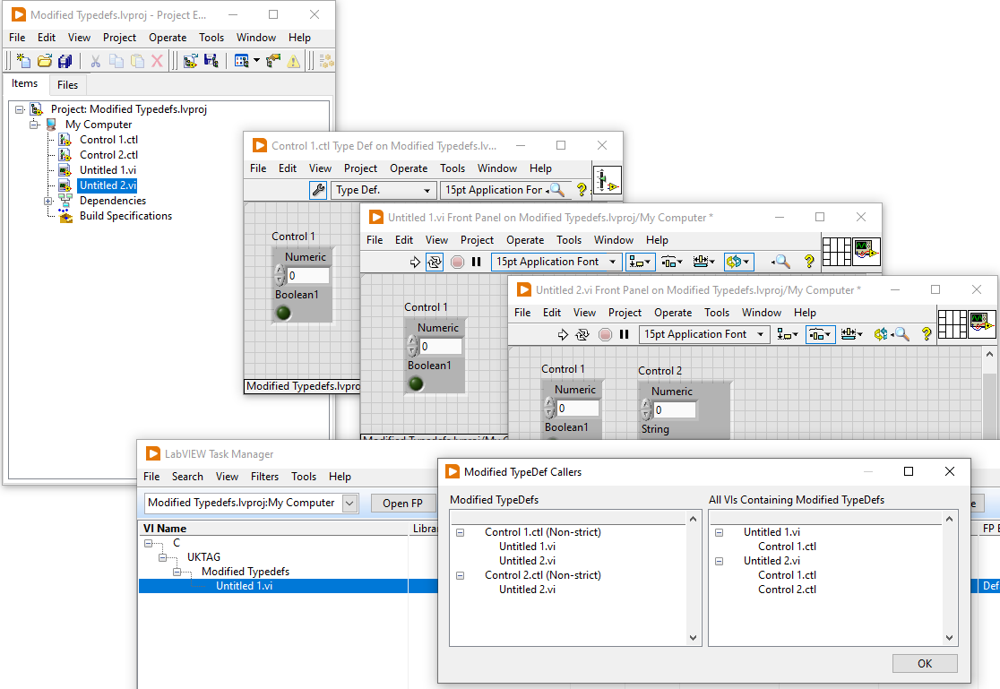 Modified Typedefs.lvproj - Project E...
File Edit View Project Operate Tools Window Help
Items Files
Project: Modified Typedefs.lvproj
My Computer
Control 1.ctl
Control 2.ctl
Untitled 1.vi
Untitled 2.vi
Dependencies
Build Specifications
Control 1.ctl Type Def on Modified Typedefs.lv...
File Edit View Project Operate Tools Window Help
Type Def. 15pt Application For
Control 1
Numeric
0
Boolean1
Modified Typedefs.lvpro
Untitled 1.vi Front Panel on Modified Typedefs.lvproj/My Computer *
File Edit View Project Operate Tools Window Help
15pt Application Font
Control 1
Numeric
0
Boolean1
Modified Typedefs.lvproj/My C
Untitled 2.vi Front Panel on Modified Typedefs.lvproj/My Computer *
File Edit View Project Operate Tools Window Help
15pt Application Font
Control 1 Control 2
Numeric Numeric
0 0
Boolean1 String
LabVIEW Task Manager
File Search View Filters Tools Help
Modified Typedefs.lvproj:My Computer Open FP
VI Name Librar FP B
C
UKTAG
Modified Typedefs
Untitled 1.vi Def
Modified TypeDef Callers
Modified TypeDefs
Control 1.ctl (Non-strict)
Untitled 1.vi
Untitled 2.vi
Control 2.ctl (Non-strict)
Untitled 2.vi
All VIs Containing Modified TypeDefs
Untitled 1.vi
Control 1.ctl
Untitled 2.vi
Control 1.ctl
Control 2.ctl
OK